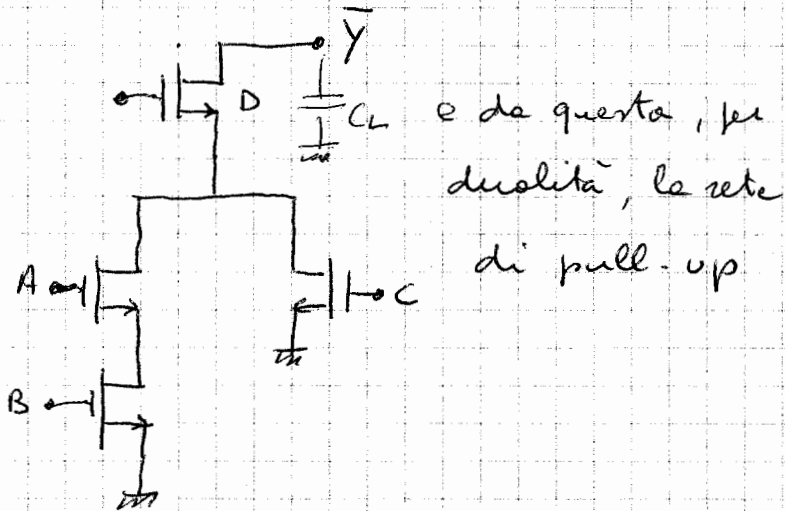 Ȳ
D
CL
e da questa, per
dualità, la rete
di pull-up
A
C
B